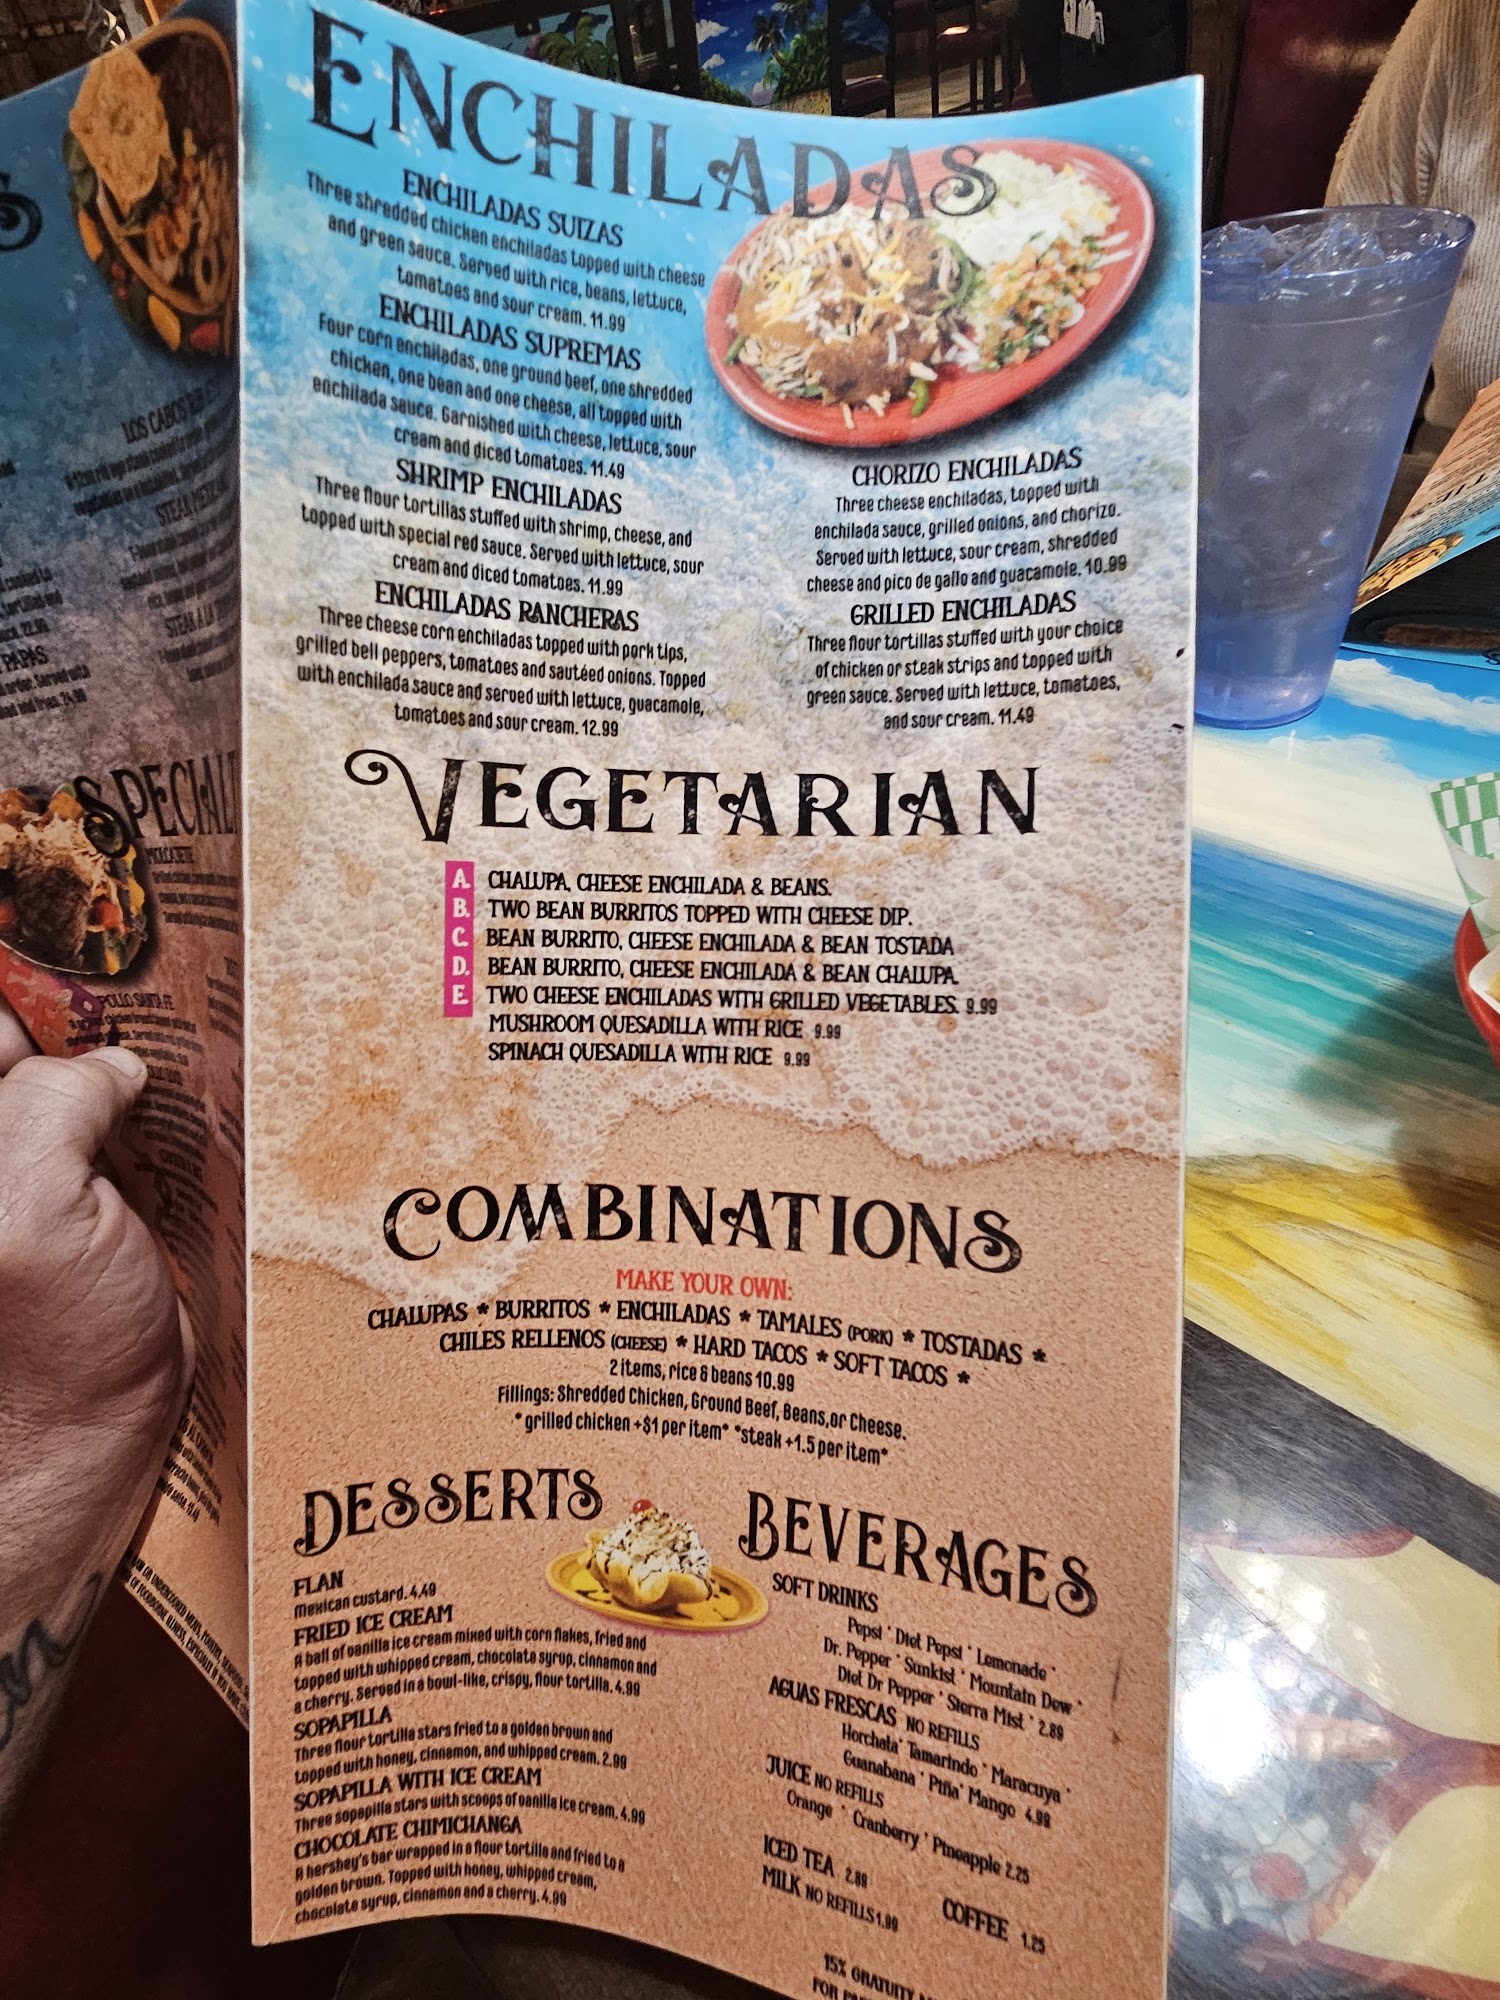 ENCHILADAS
ENCHILADAS SUIZAS
Three shredded chicken enchiladas topped with cheese
and green sauce. Served with rice, beans, lettuce,
tomatoes and sour cream. 11.99
ENCHILADAS SUPREMAS
Four corn enchiladas, one ground beef, one shredded
chicken, one bean and one cheese, all topped with
enchilada sauce. Garnished with cheese, lettuce, sour
cream and diced tomatoes. 11.49
SHRIMP ENCHILADAS
Three flour tortillas stuffed with shrimp, cheese, and
topped with special red sauce. Served with lettuce, sour
cream and diced tomatoes. 11.99
ENCHILADAS RANCHERAS
Three cheese corn enchiladas topped with pork tips,
grilled bell peppers, tomatoes and sautéed onions. Topped
with enchilada sauce and served with lettuce, guacamole,
tomatoes and sour cream. 12.99
CHORIZO ENCHILADAS
Three cheese enchiladas, topped with
enchilada sauce, grilled onions, and chorizo.
Served with lettuce, sour cream, shredded
cheese and pico de gallo and guacamole. 10.99
GRILLED ENCHILADAS
Three flour tortillas stuffed with your choice
of chicken or steak strips and topped with
green sauce. Served with lettuce, tomatoes,
and sour cream. 11.49
VEGETARIAN
A. CHALUPA, CHEESE ENCHILADA & BEANS.
B. TWO BEAN BURRITOS TOPPED WITH CHEESE DIP.
C. BEAN BURRITO, CHEESE ENCHILADA & BEAN TOSTADA
D. BEAN BURRITO, CHEESE ENCHILADA & BEAN CHALUPA.
E. TWO CHEESE ENCHILADAS WITH GRILLED VEGETABLES. 9.99
MUSHROOM QUESADILLA WITH RICE 9.99
SPINACH QUESADILLA WITH RICE 9.99
COMBINATIONS
MAKE YOUR OWN:
CHALUPAS * BURRITOS * ENCHILADAS * TAMALES (PORK) * TOSTADAS *
CHILES RELLENOS (CHEESE) * HARD TACOS * SOFT TACOS *
2 items, rice & beans 10.99
Fillings: Shredded Chicken, Ground Beef, Beans,or Cheese.
*grilled chicken +$1 per item* *steak +1.5 per item*
DESSERTS
FLAN
Mexican custard. 4.49
FRIED ICE CREAM
A ball of vanilla ice cream mixed with corn flakes, fried and
topped with whipped cream, chocolate syrup, cinnamon and
a cherry. Served in a bowl-like, crispy, flour tortilla. 4.99
SOPAPILLA
Three flour tortilla stars fried to a golden brown and
topped with honey, cinnamon, and whipped cream. 2.99
SOPAPILLA WITH ICE CREAM
Three sopapilla stars with scoops of vanilla ice cream. 4.99
CHOCOLATE CHIMICHANGA
A hershey's bar wrapped in a flour tortilla and fried to a
golden brown. Topped with honey, whipped cream,
chocolate syrup, cinnamon and a cherry. 4.99
BEVERAGES
SOFT DRINKS
Pepsi * Diet Pepsi * Lemonade *
Dr. Pepper * Sunkist * Mountain Dew *
Diet Dr Pepper * Sierra Mist * 2.89
AGUAS FRESCAS NO REFILLS
Horchata * Tamarindo * Maracuya *
Guanabana * Piña * Mango 4.99
JUICE NO REFILLS
Orange * Cranberry * Pineapple 2.25
ICED TEA 2.89
MILK NO REFILLS 1.99
COFFEE 1.25
15% GRATUITY
FOR
LOS CABOS
STEAK
STEAK A LA
PAPAS
SPECIAL
MOLCAJETE
POLLO SANTA FE